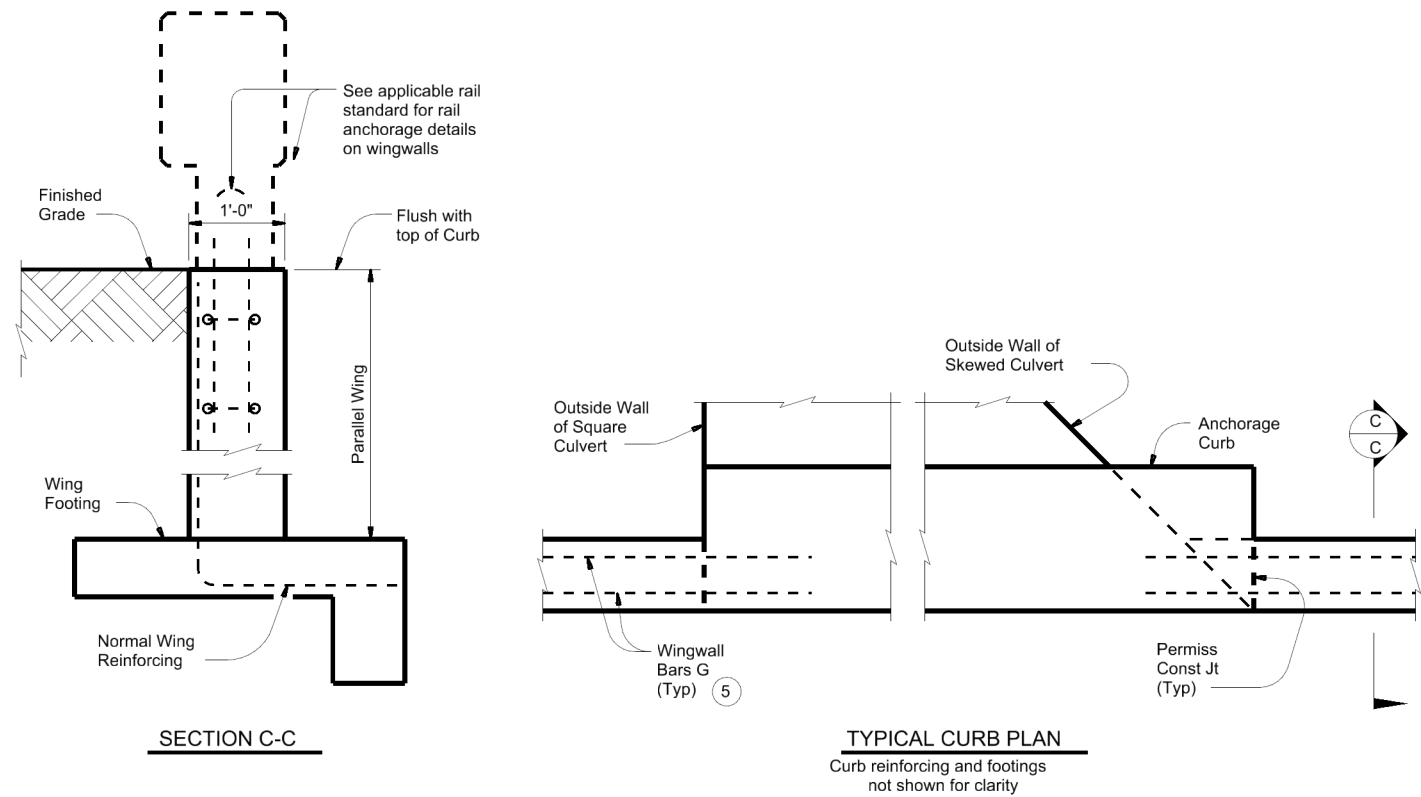 See applicable rail
standard for rail
anchorage details
on wingwalls
Finished
Grade
1'-0"
Flush with
top of Curb
Parallel Wing
Wing
Footing
Normal Wing
Reinforcing
SECTION C-C
Outside Wall
of Square
Culvert
Outside Wall of
Skewed Culvert
Anchorage
Curb
C
C
Wingwall
Bars G
(Typ) 5
Permiss
Const Jt
(Typ)
TYPICAL CURB PLAN
Curb reinforcing and footings
not shown for clarity